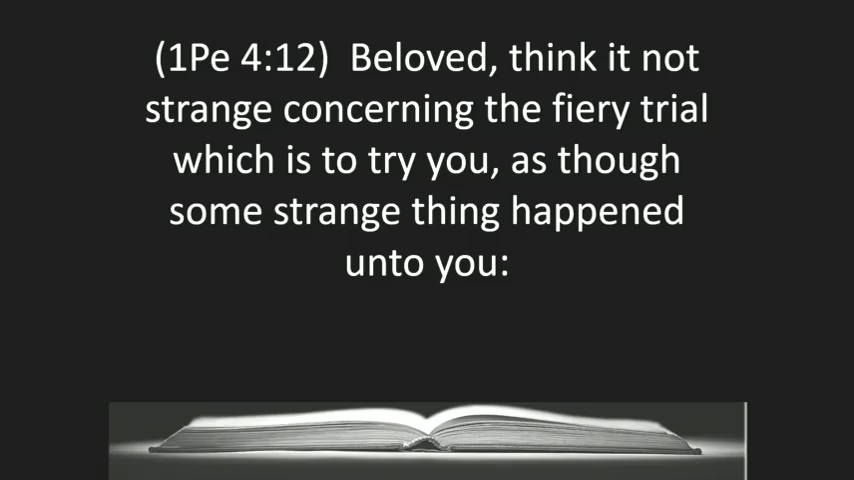 (1Pe 4:12)  Beloved, think it not
strange concerning the fiery trial
which is to try you, as though
some strange thing happened
unto you: